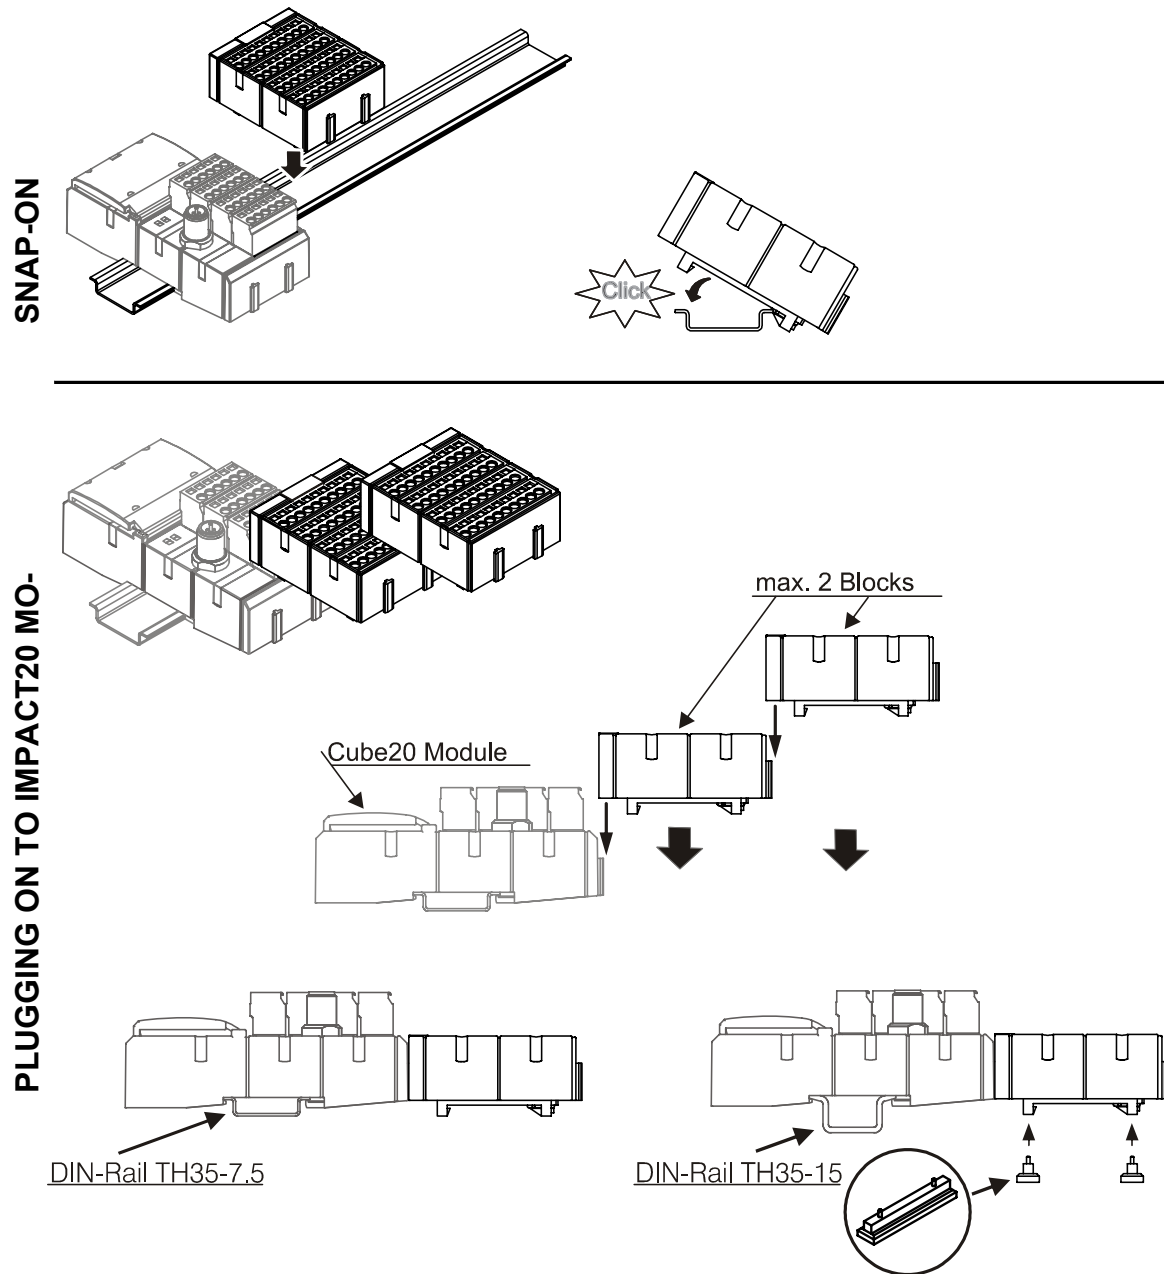 SNAP-ON
Click
PLUGGING ON TO IMPACT20 MO-
max. 2 Blocks
Cube20 Module
DIN-Rail TH35-7.5
DIN-Rail TH35-15